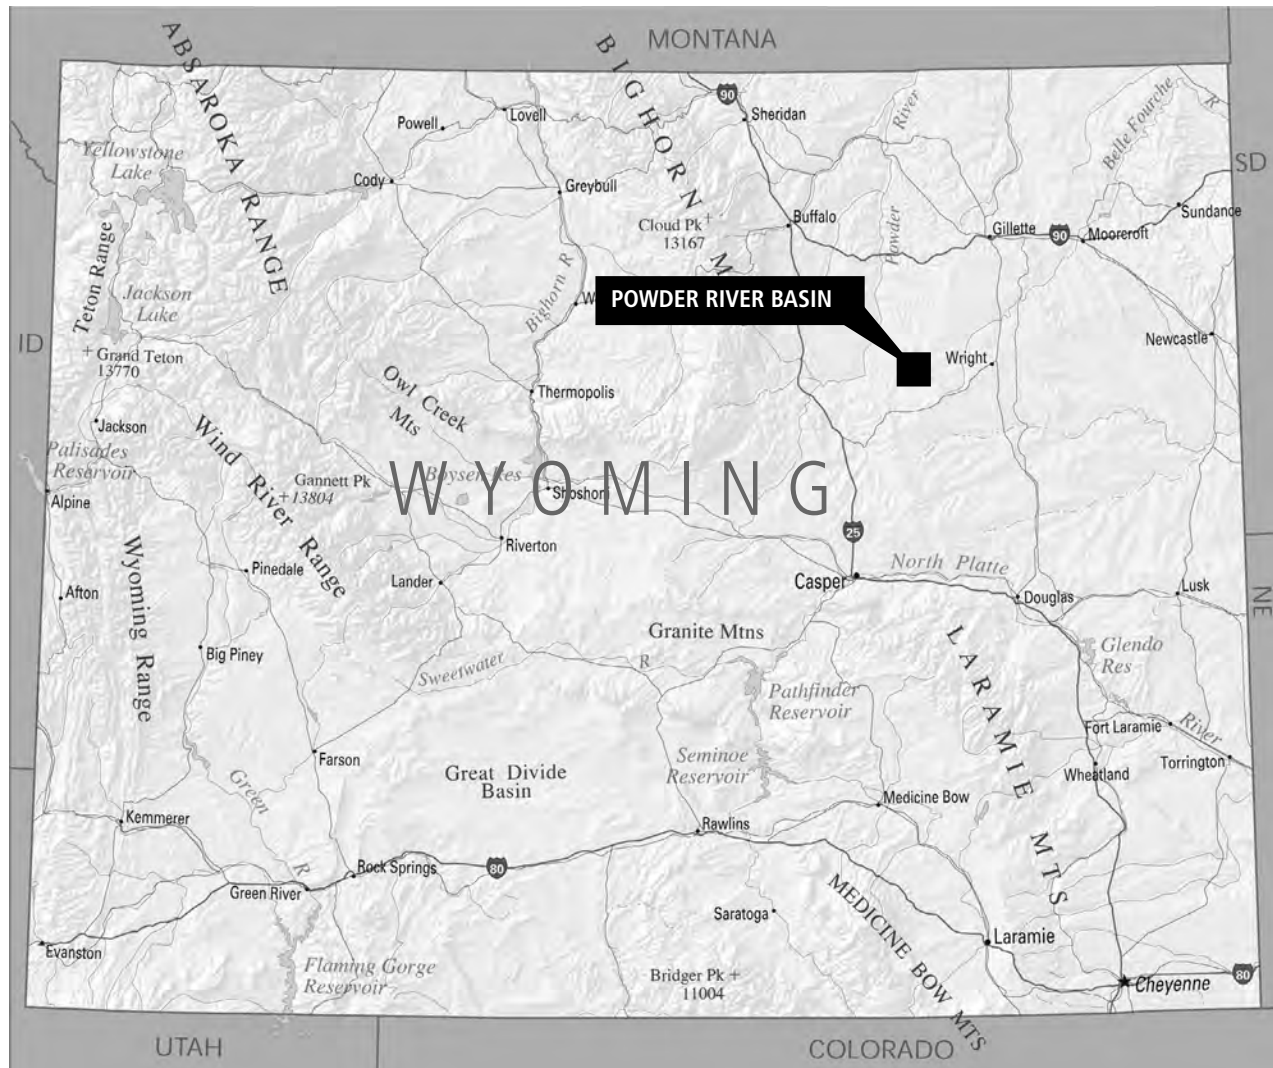 MONTANA
ABSAROKA RANGE
BIGHORN M
90
Sheridan
River
Belle Fourche
R
Lovell
Powell
Yellowstone
Lake
SD
Cody
Greybull
Sundance
Cloud Pk
13167
Buffalo
Powder
Gillette
90
Moorcroft
Teton Range
Jackson
Lake
Bighorn R
W
POWDER RIVER BASIN
ID
Grand Teton
13770
Newcastle
Wright
Owl Creek
Mts
Thermopolis
Jackson
Wind River Range
Palisades
Reservoir
Gannett Pk
13804
Boysen Res
WYOMING
Shoshoni
Alpine
25
Riverton
Wyoming Range
Pinedale
Lander
Casper
North Platte
Douglas
Lusk
NE
Afton
Granite Mtns
LARAMIE MTS
Glendo
Res
Big Piney
Sweetwater
R
Pathfinder
Reservoir
Fort Laramie
River
Farson
Seminoe
Reservoir
Great Divide
Basin
Wheatland
Torrington
Green
R
Medicine Bow
Kemmerer
Rawlins
Rock Springs
80
Green River
MEDICINE BOW MTS
Saratoga
Laramie
Evanston
Flaming Gorge
Reservoir
Bridger Pk
11004
Cheyenne
80
UTAH
COLORADO